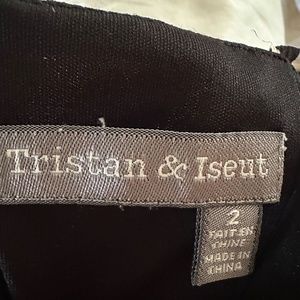 Tristan & Iseut
2
FAIT EN
CHINE
MADE IN
CHINA